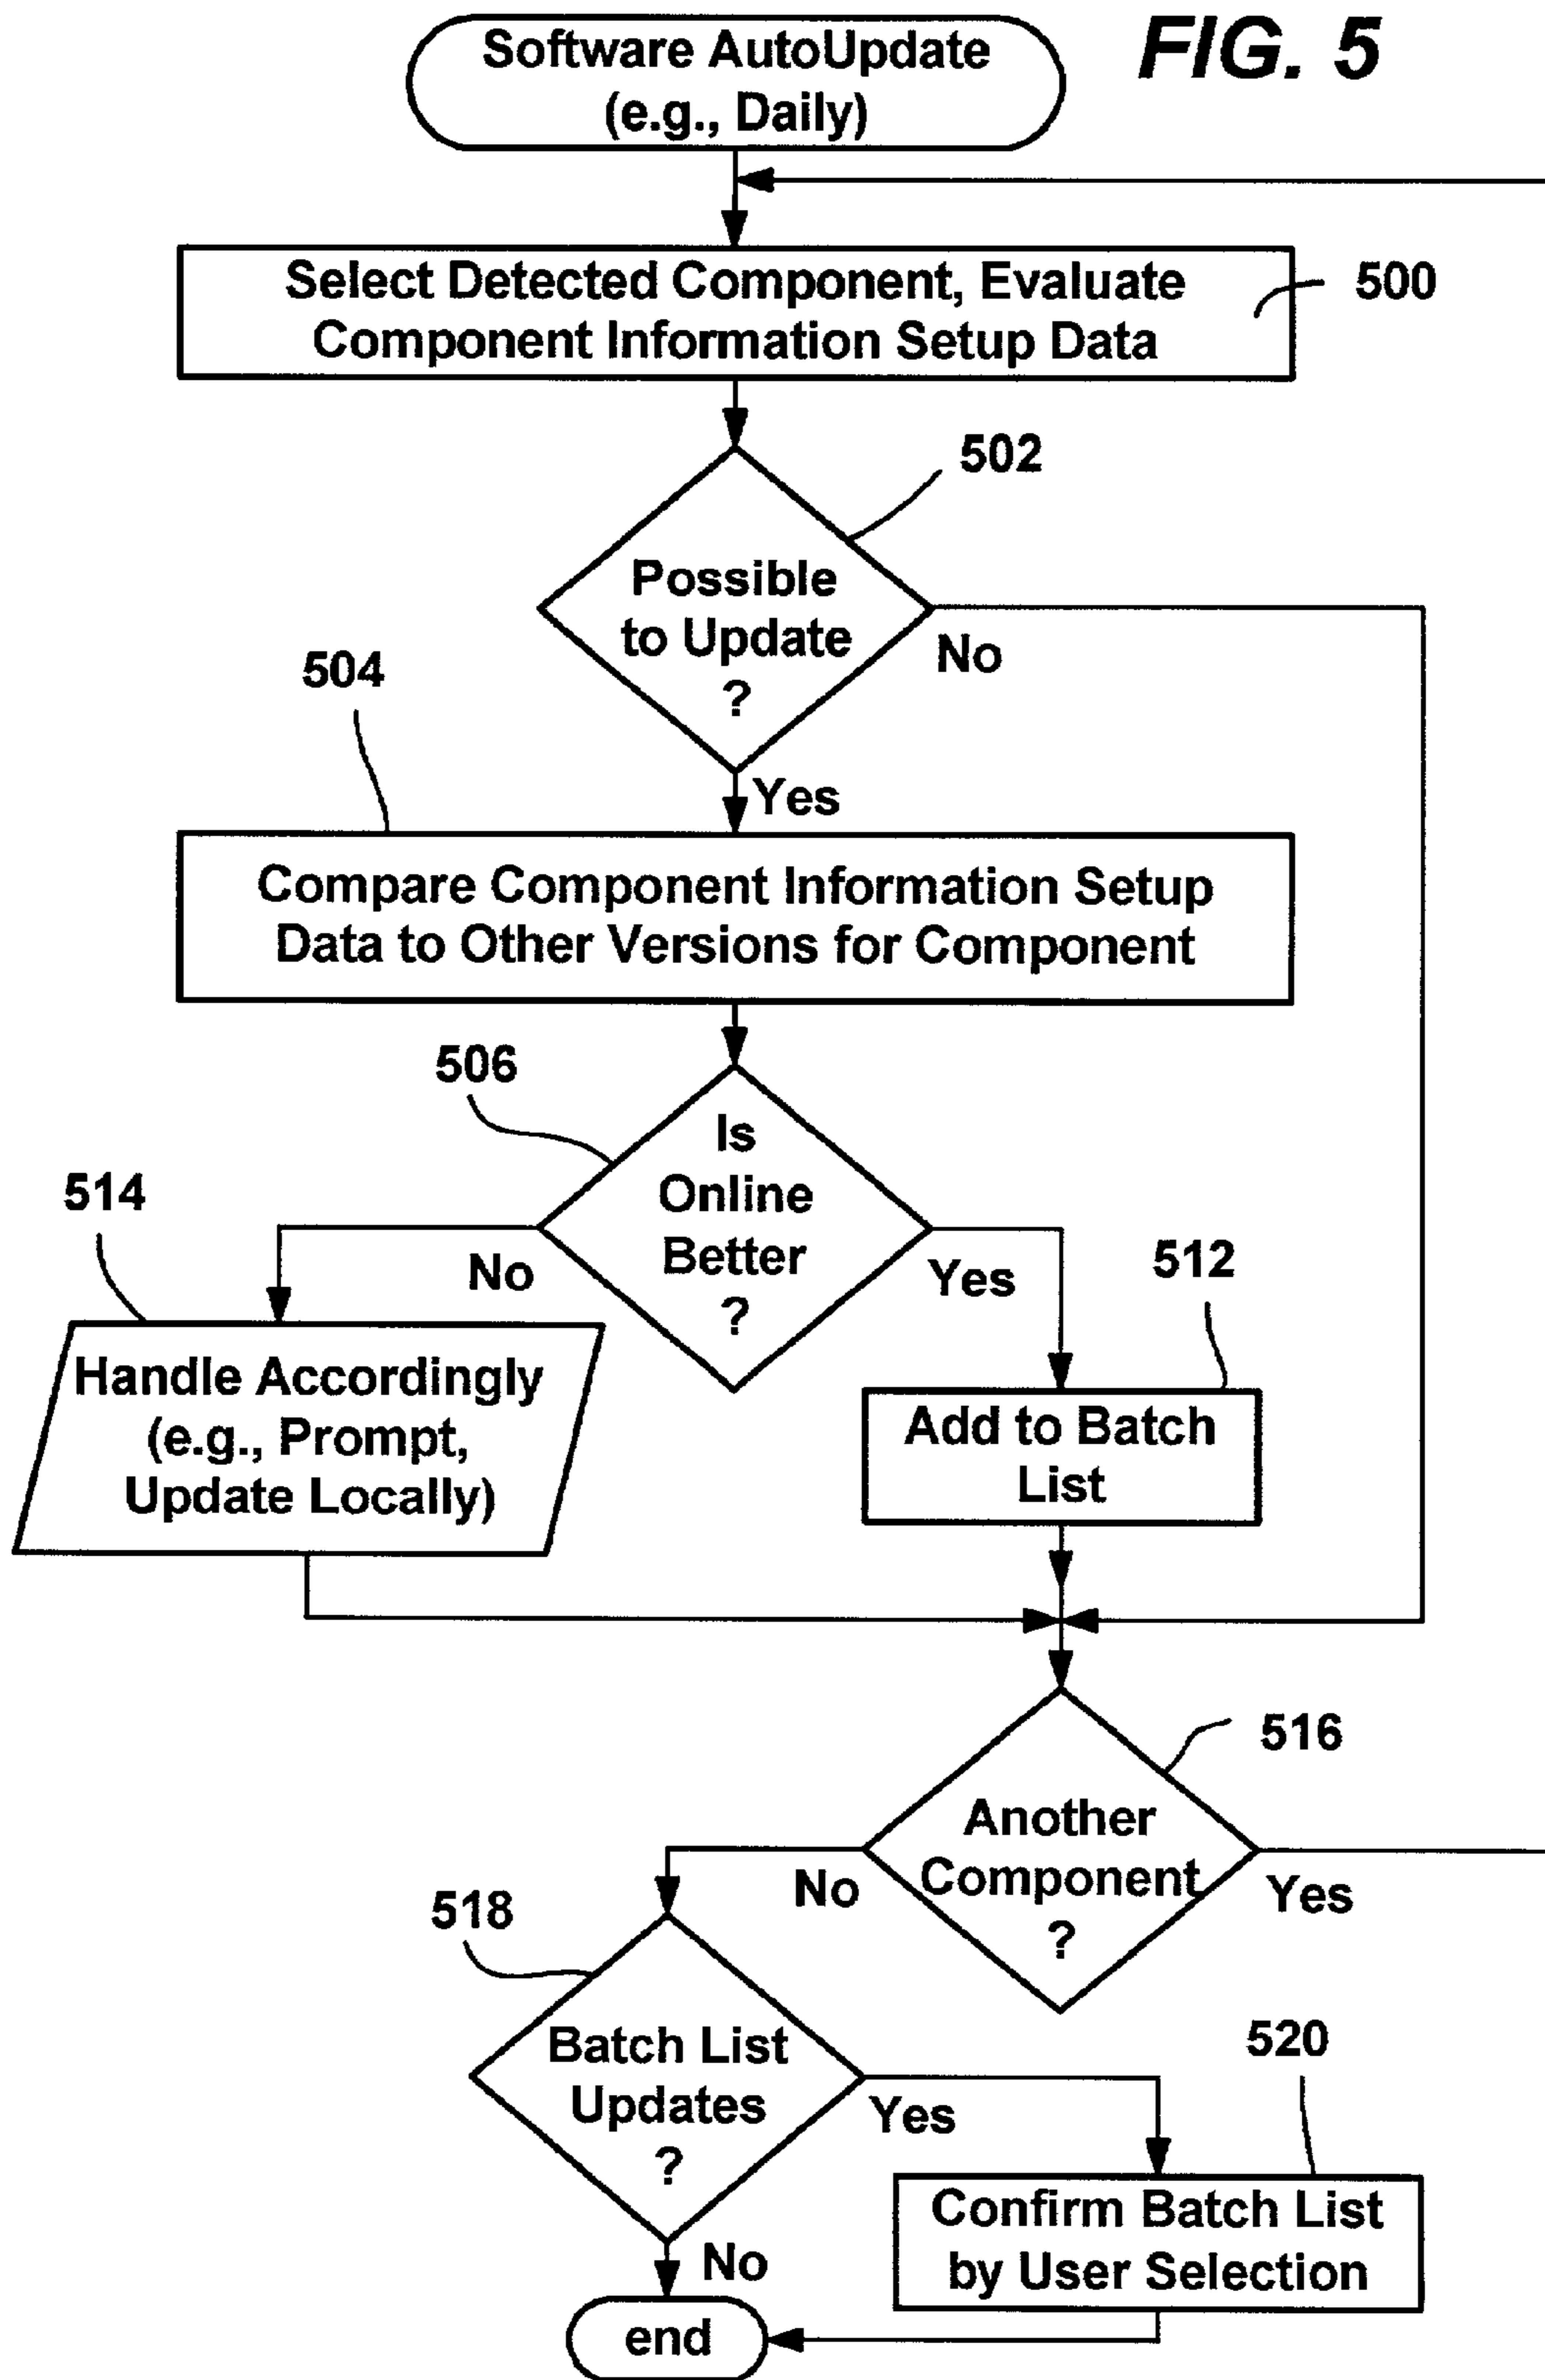 Software AutoUpdate
(e.g., Daily)
FIG. 5
Select Detected Component, Evaluate
Component Information Setup Data
500
502
Possible
to Update
?
No
504
Yes
Compare Component Information Setup
Data to Other Versions for Component
506
Is
Online
Better
?
514
No
Yes
512
Handle Accordingly
(e.g., Prompt,
Update Locally)
Add to Batch
List
516
Another
Component
?
No
Yes
518
Batch List
Updates
?
Yes
520
Confirm Batch List
by User Selection
No
end